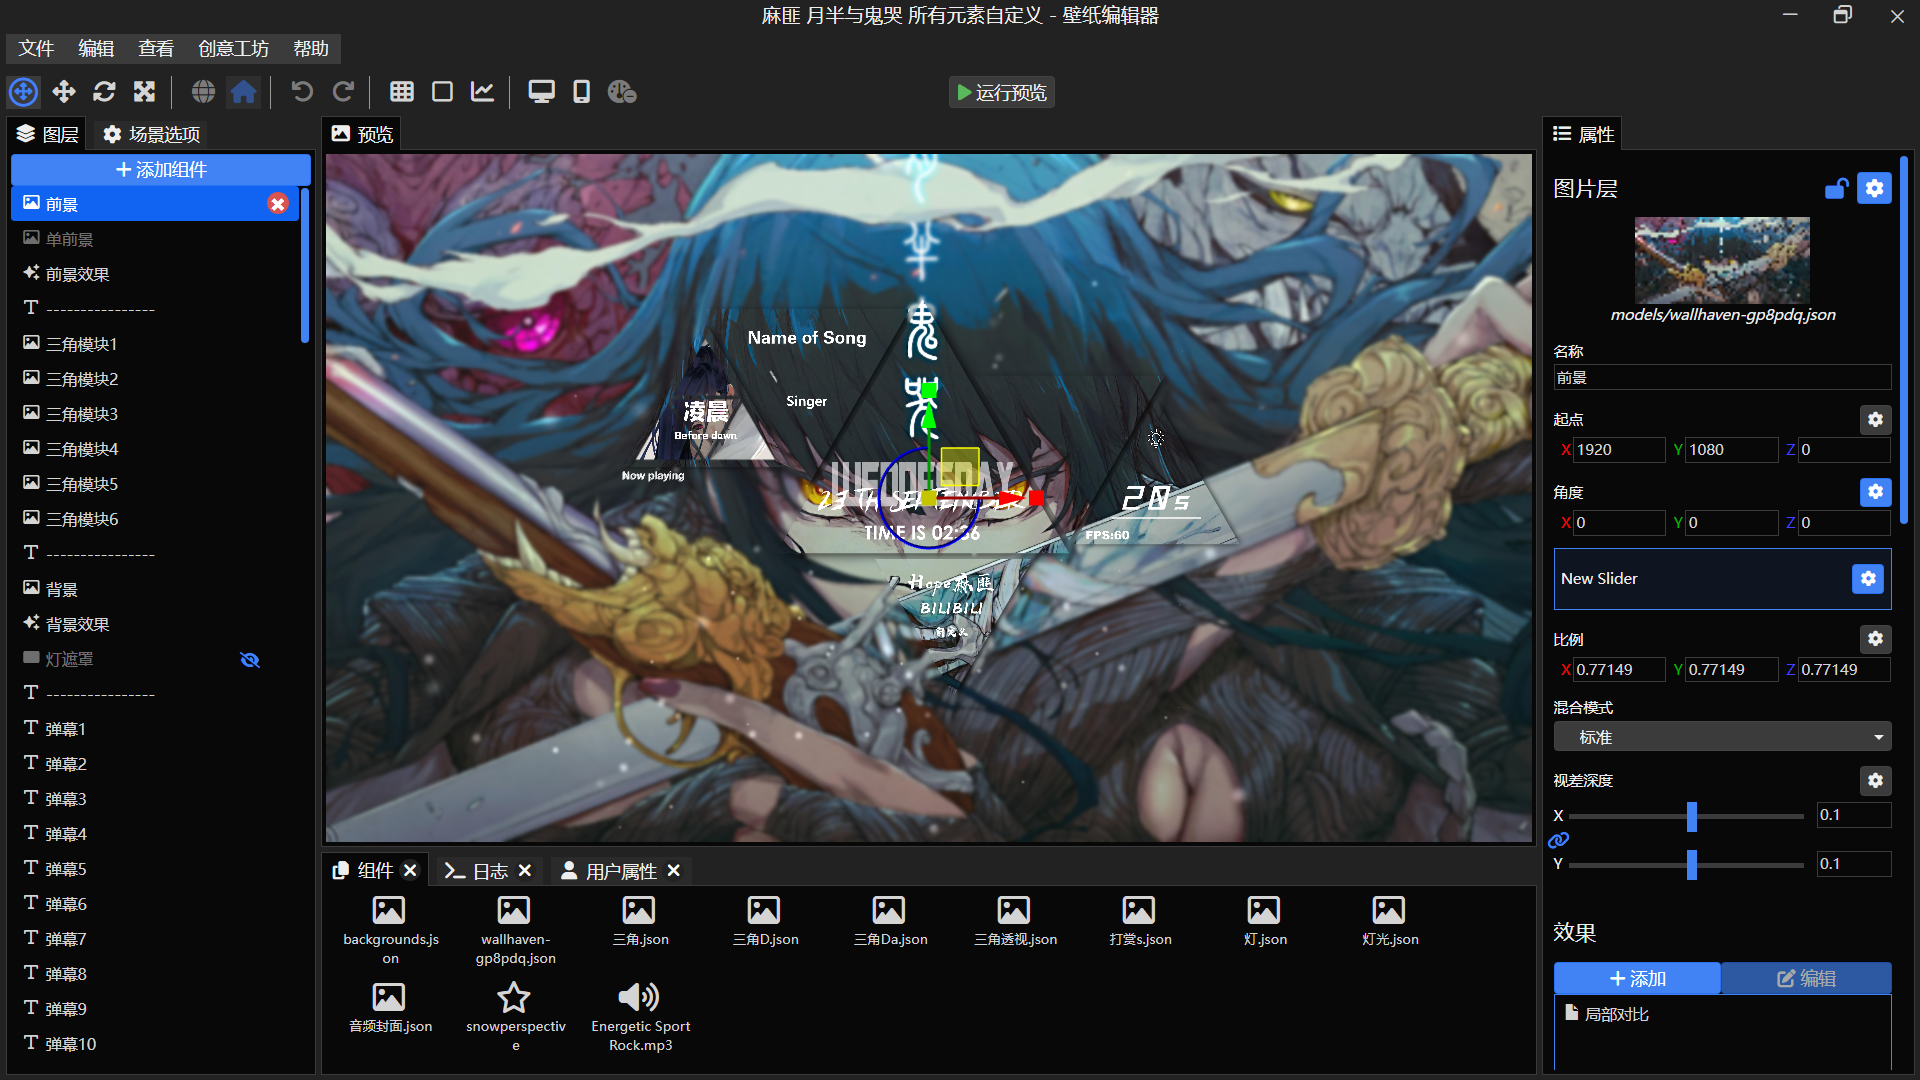 麻匪 月半与鬼哭 所有元素自定义 - 壁纸编辑器
文件 编辑 查看 创意工坊 帮助
运行预览
图层 场景选项
添加组件
前景
单前景
前景效果
----------------
三角模块1
三角模块2
三角模块3
三角模块4
三角模块5
三角模块6
----------------
背景
背景效果
灯遮罩
----------------
弹幕1
弹幕2
弹幕3
弹幕4
弹幕5
弹幕6
弹幕7
弹幕8
弹幕9
弹幕10
预览
半
鬼
哭
Name of Song
Singer
凌晨
Before dawn
Now playing
23 TH SEPTEMBER
TIME IS 02:36
20s
FPS:60
Hope麻匪
BILIBILI
自定义
组件 日志 用户属性
backgrounds.json
wallhaven-gp8pdq.json
三角.json
三角D.json
三角Da.json
三角透视.json
打赏s.json
灯.json
灯光.json
音频封面.json
snowperspective
Energetic Sport Rock.mp3
属性
图片层
models/wallhaven-gp8pdq.json
名称
前景
起点
X 1920 Y 1080 Z 0
角度
X 0 Y 0 Z 0
New Slider
比例
X 0.77149 Y 0.77149 Z 0.77149
混合模式
标准
视差深度
X 0.1
Y 0.1
效果
添加 编辑
局部对比